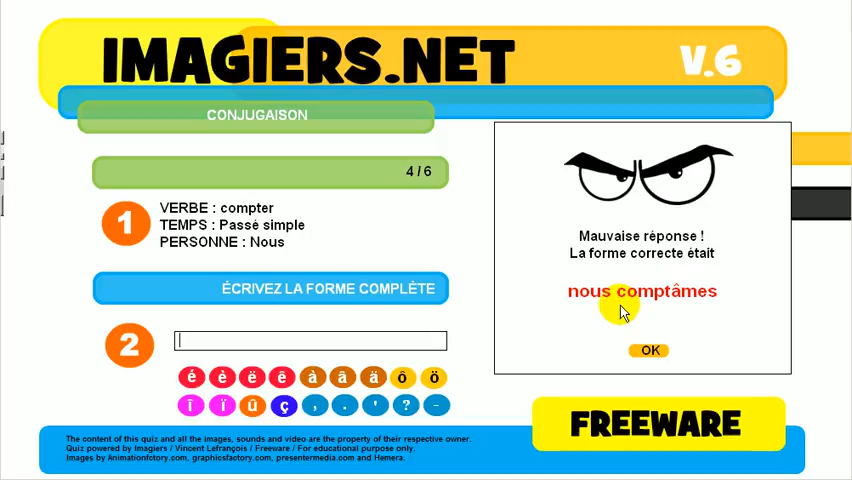 IMAGIERS.NET
V.6
CONJUGAISON
4 / 6
1
VERBE : compter
TEMPS : Passé simple
PERSONNE : Nous
ÉCRIVEZ LA FORME COMPLÈTE
2
é è ë ê à â ä ô ö
î ï û ç , . ' ? -
Mauvaise réponse !
La forme correcte était
nous comptâmes
OK
FREEWARE
The content of this quiz and all the images, sounds and video are the property of their respective owner.
Quiz powered by Imagiers / Vincent Lefrançois / Freeware / For educational purpose only.
Images by Animationfctory.com, graphicsfactory.com, presentermedia.com and Hemera.